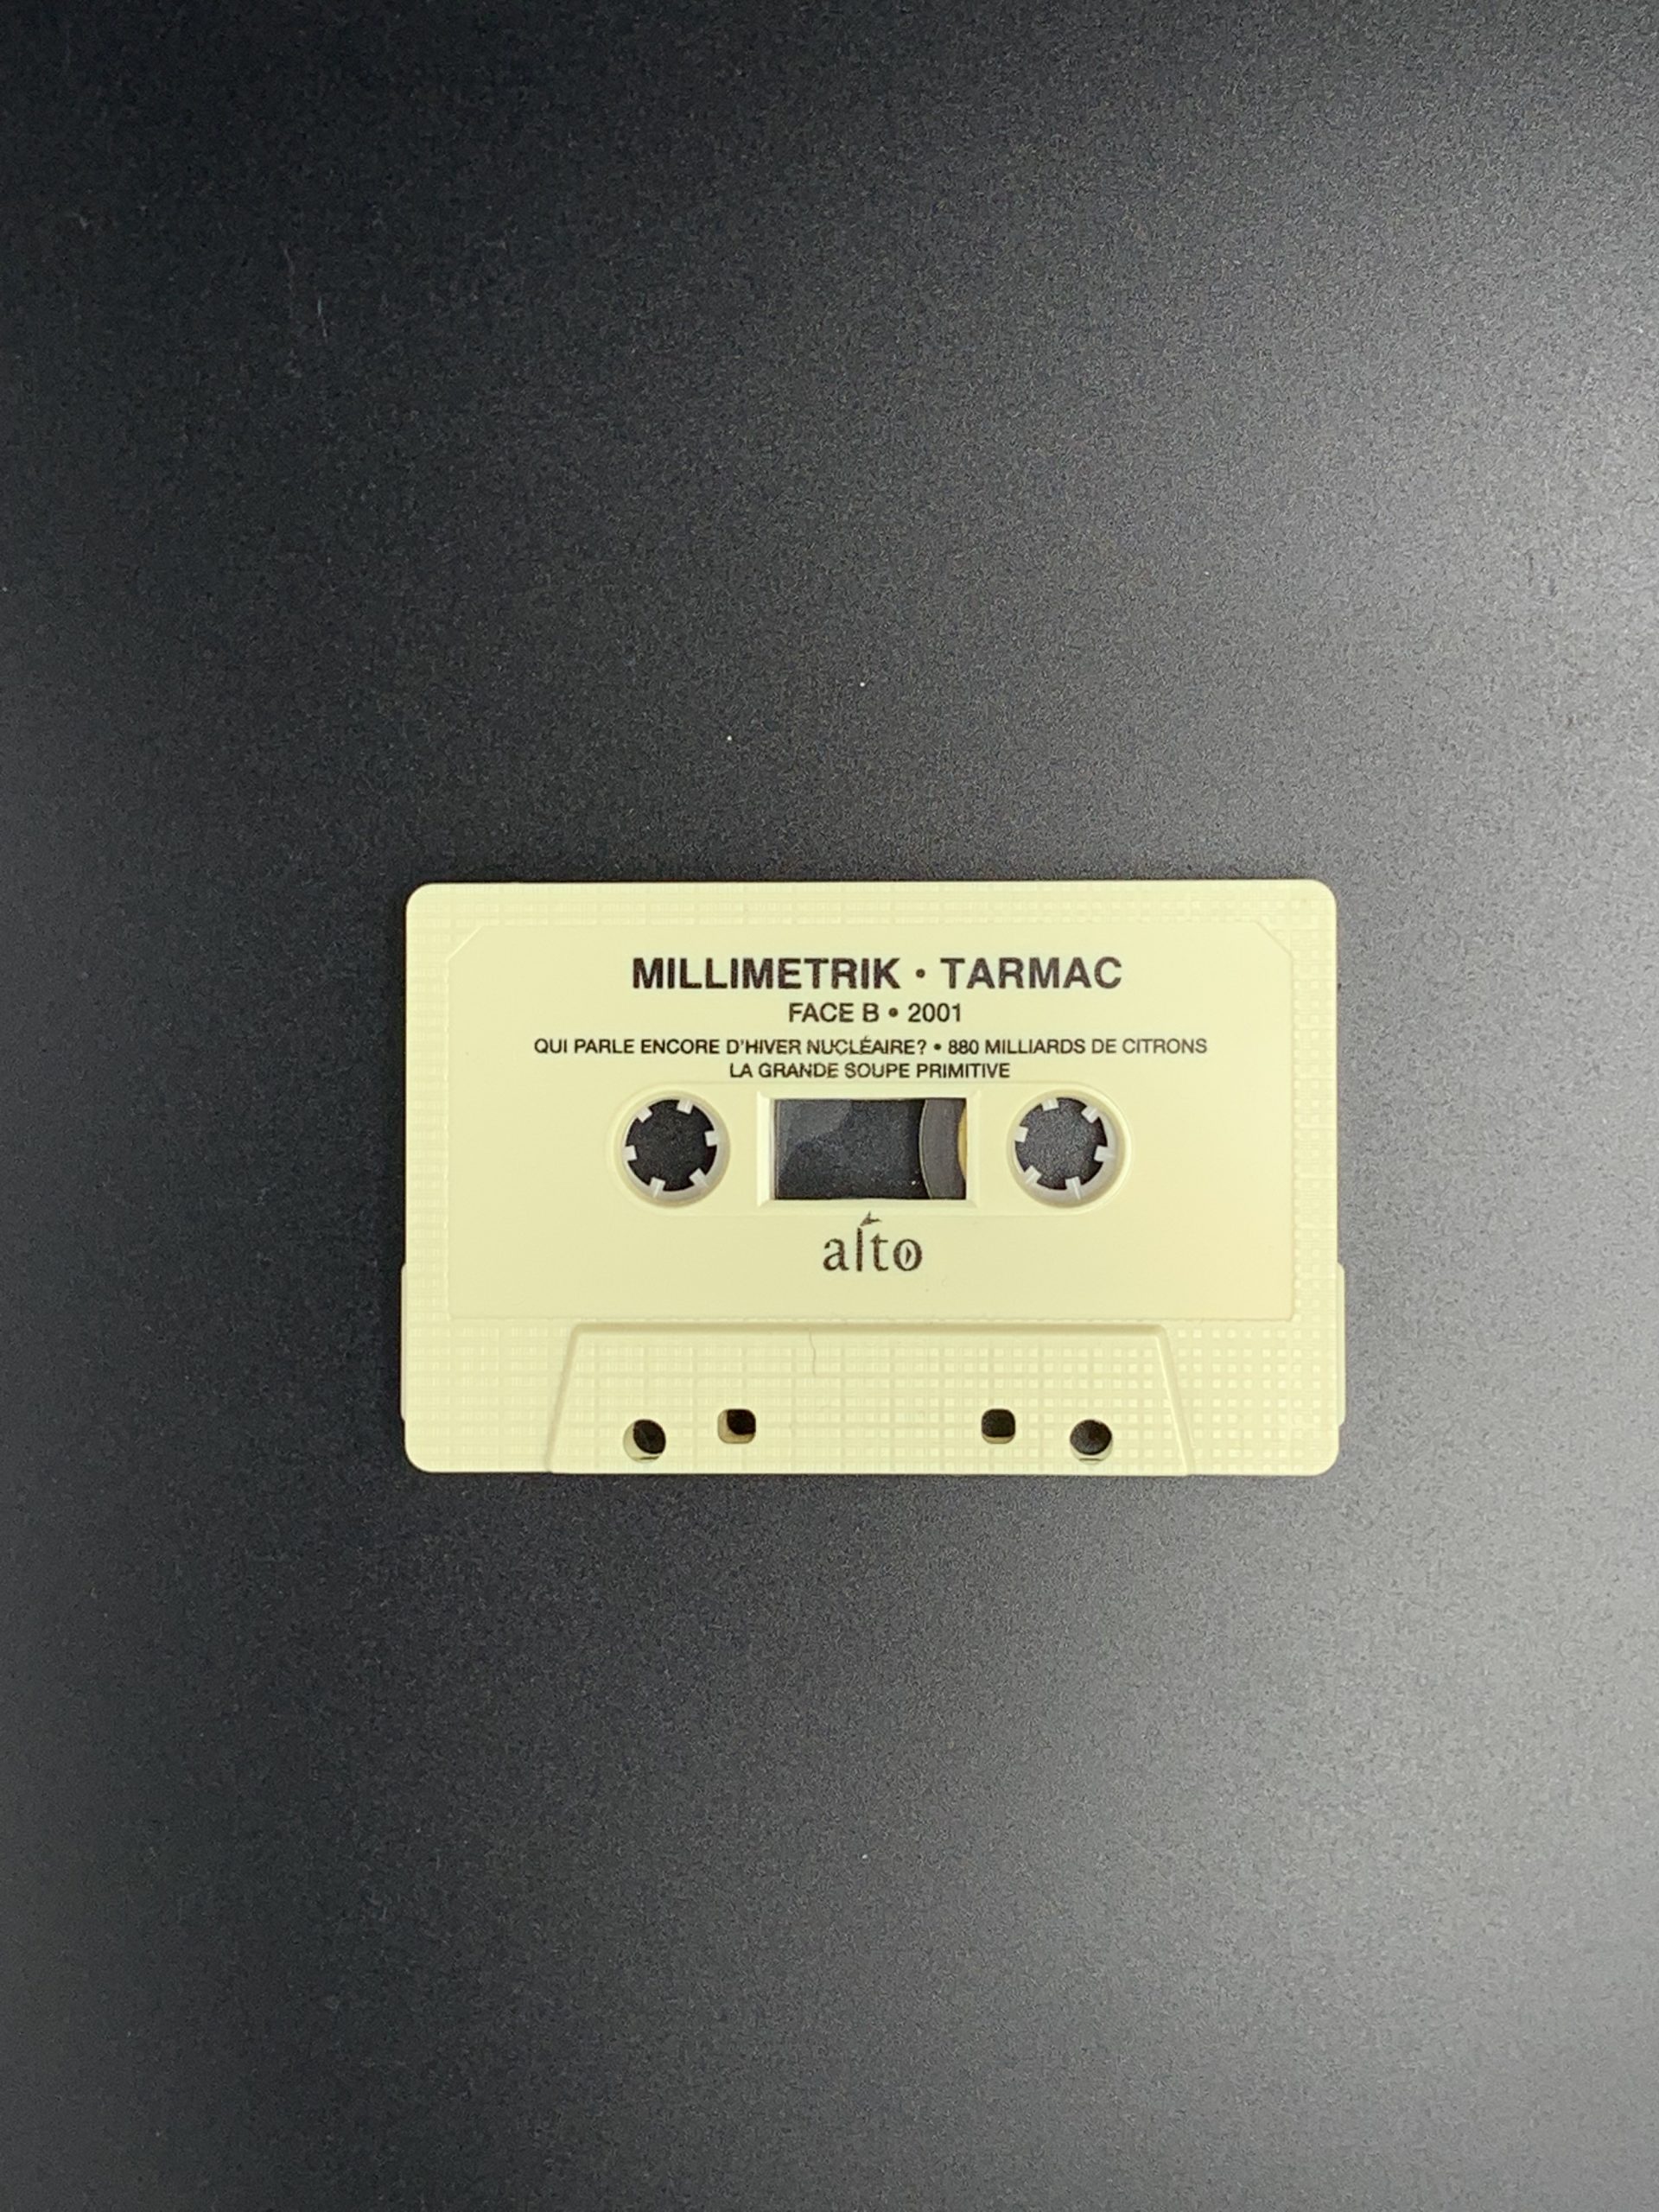 MILLIMETRIK • TARMAC
FACE B • 2001
QUI PARLE ENCORE D'HIVER NUCLÉAIRE? • 880 MILLIARDS DE CITRONS
LA GRANDE SOUPE PRIMITIVE
alto